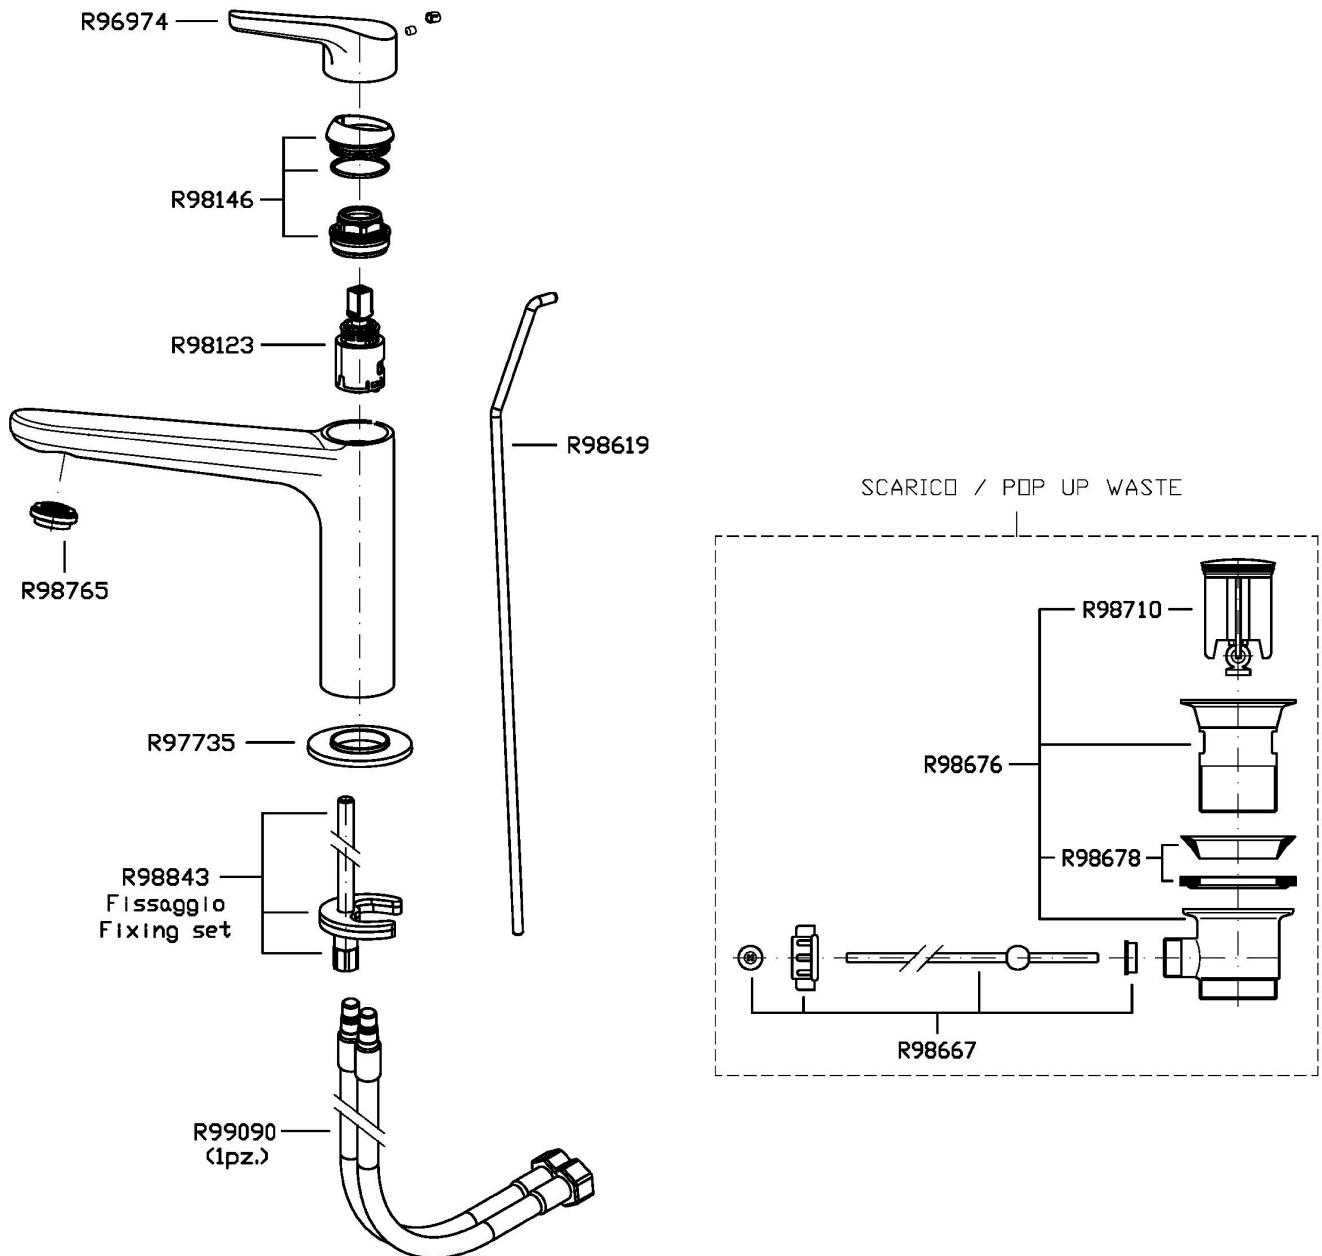 R96974
R98146
R98123
R98619
R98765
R97735
R98843
Fissaggio
Fixing set
R99090
(1pz.)
SCARICO / POP UP WASTE
R98710
R98676
R98678
R98667